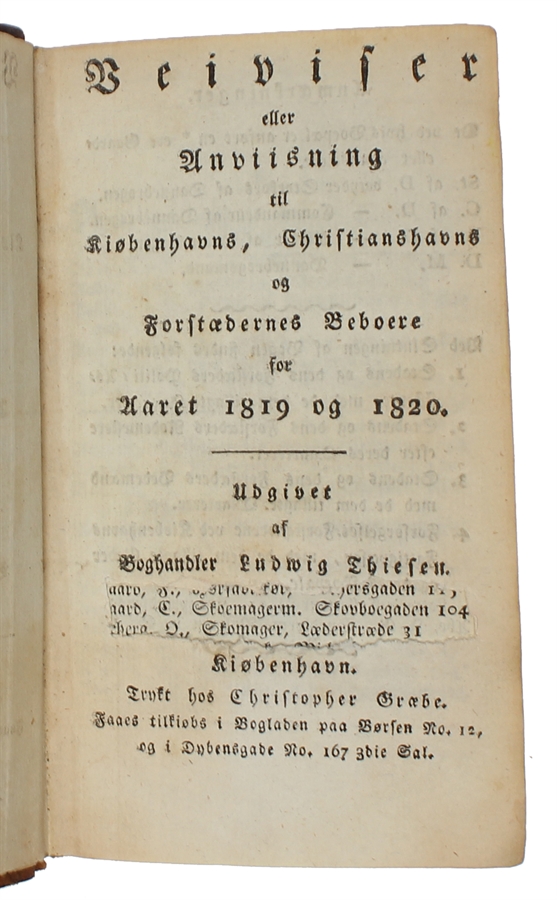 Veiviser
eller
Anviisning
til
Kiøbenhavns, Christianshavns
og
Forstædernes Beboere
for
Aaret 1819 og 1820.
Udgivet
af
Boghandler Ludwig Thiesen.
aard, C., Skoemagerm. Skovboegaden 104
O., Skomager, Læderstræde 31
Kiøbenhavn.
Trykt hos Christopher Græbe.
Faaes tilkiøbs i Bogladen paa Børsen No. 12,
og i Dybensgade No. 167 3die Sal.